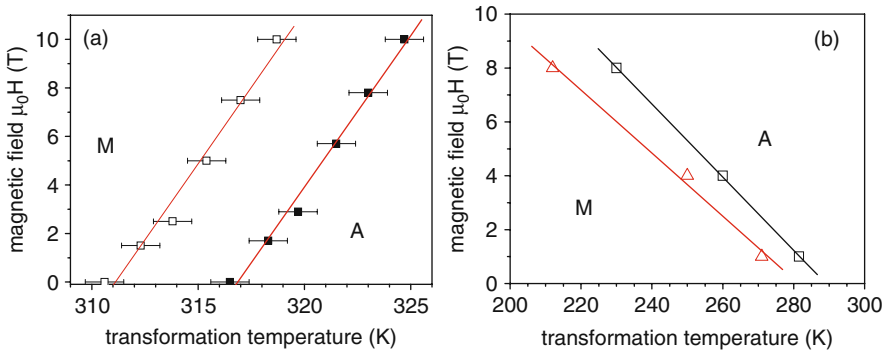 (a)
magnetic field μ₀H (T)
10
8
6
4
2
0
M
A
310 315 320 325
transformation temperature (K)
(b)
magnetic field μ₀H (T)
10
8
6
4
2
0
A
M
200 220 240 260 280 300
transformation temperature (K)